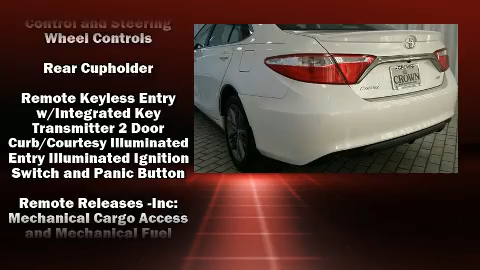 Control and Steering
Wheel Controls
Rear Cupholder
Remote Keyless Entry
w/Integrated Key
Transmitter 2 Door
Curb/Courtesy Illuminated
Entry Illuminated Ignition
Switch and Panic Button
Remote Releases -Inc:
Mechanical Cargo Access
and Mechanical Fuel
CROWN